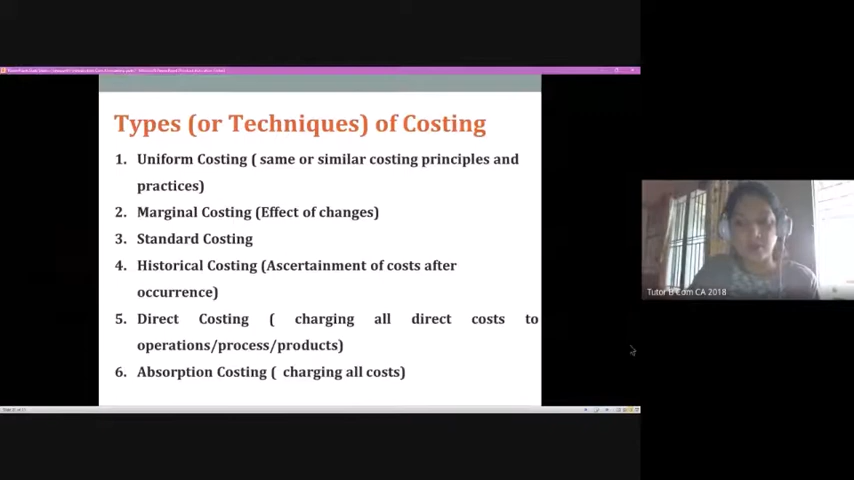 Types (or Techniques) of Costing
1. Uniform Costing ( same or similar costing principles and
practices)
2. Marginal Costing (Effect of changes)
3. Standard Costing
4. Historical Costing (Ascertainment of costs after
occurrence)
5. Direct Costing ( charging all direct costs to
operations/process/products)
6. Absorption Costing ( charging all costs)
Tutor B Com CA 2018